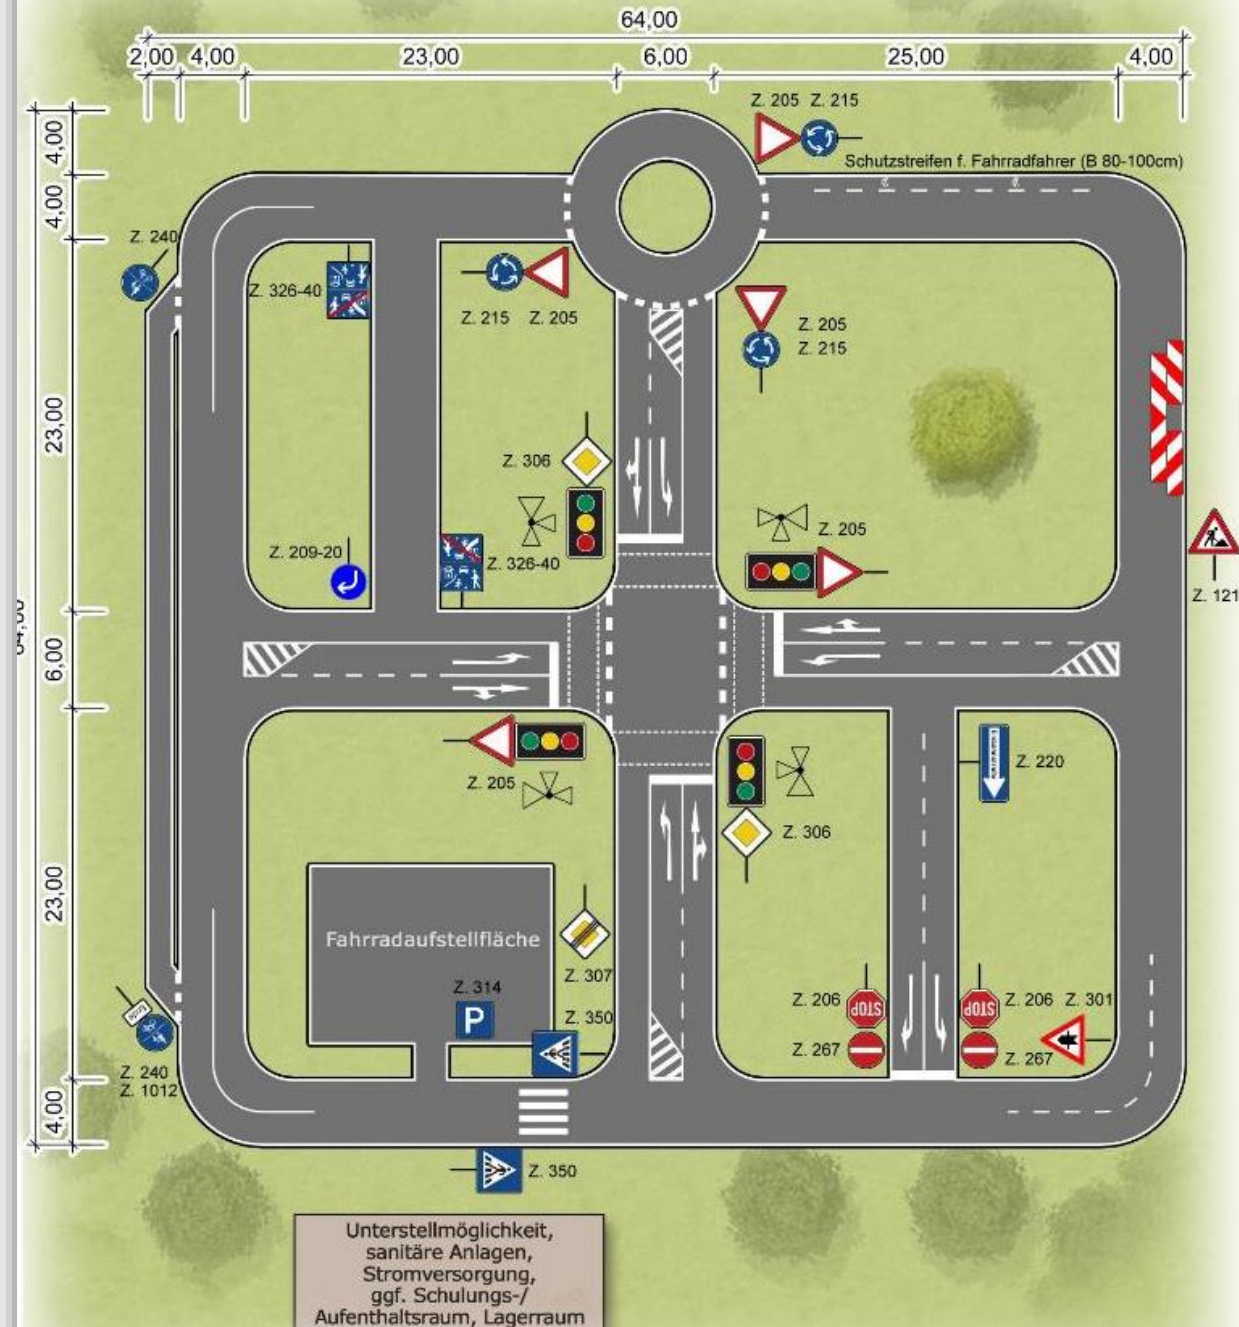 64,00
2,00 4,00 23,00 6,00 25,00 4,00
4,00
4,00
23,00
6,00
23,00
4,00
Z. 205 Z. 215
Schutzstreifen f. Fahrradfahrer (B 80-100cm)
Z. 240
Z. 326-40
Z. 215 Z. 205
Z. 205
Z. 215
Z. 306
Z. 205
Z. 209-20
Z. 326-40
Z. 121
Z. 205
Z. 220
Z. 306
Fahrradaufstellfläche
Z. 307
Z. 314
P
Z. 350
Z. 206
STOP
STOP
Z. 206 Z. 301
Z. 267
Z. 267
Ende
Z. 240
Z. 1012
Z. 350
Unterstellmöglichkeit,
sanitäre Anlagen,
Stromversorgung,
ggf. Schulungs-/
Aufenthaltsraum, Lagerraum